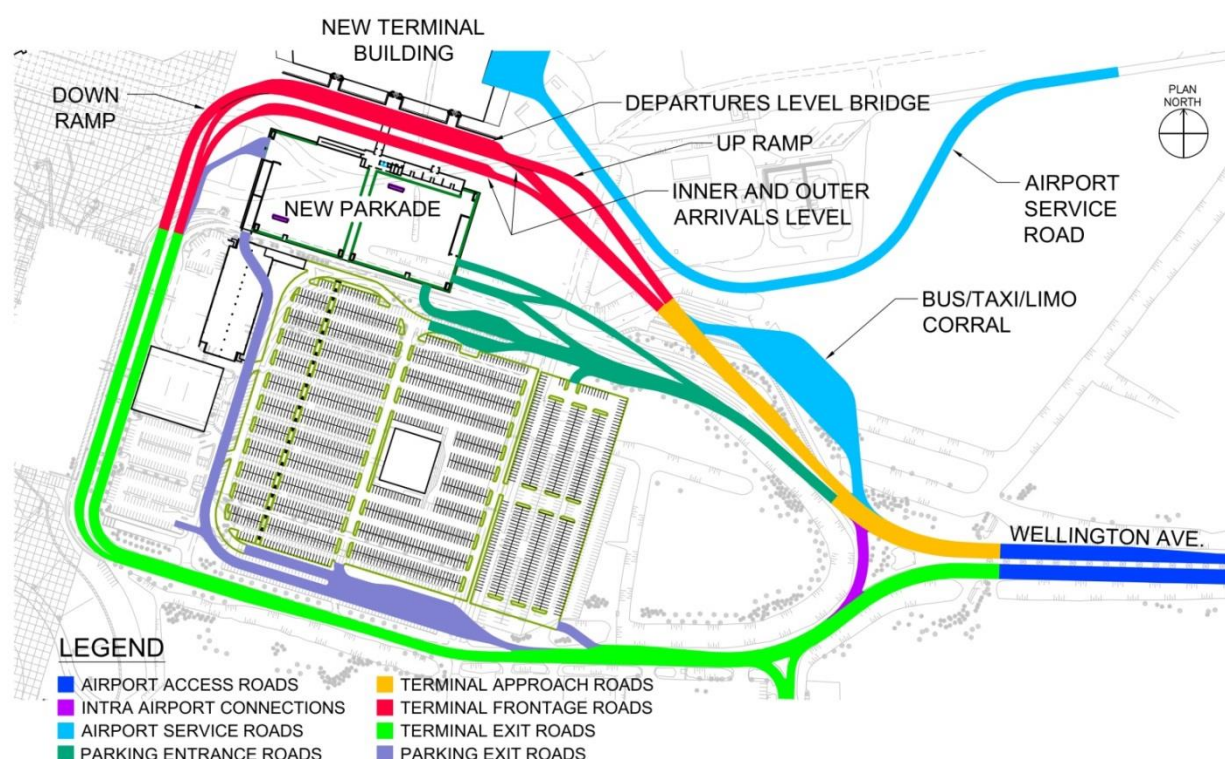 NEW TERMINAL
BUILDING
DOWN
RAMP
DEPARTURES LEVEL BRIDGE
PLAN
NORTH
UP RAMP
INNER AND OUTER
ARRIVALS LEVEL
AIRPORT
SERVICE
ROAD
NEW PARKADE
BUS/TAXI/LIMO
CORRAL
WELLINGTON AVE.
LEGEND
AIRPORT ACCESS ROADS
INTRA AIRPORT CONNECTIONS
AIRPORT SERVICE ROADS
PARKING ENTRANCE ROADS
TERMINAL APPROACH ROADS
TERMINAL FRONTAGE ROADS
TERMINAL EXIT ROADS
PARKING EXIT ROADS